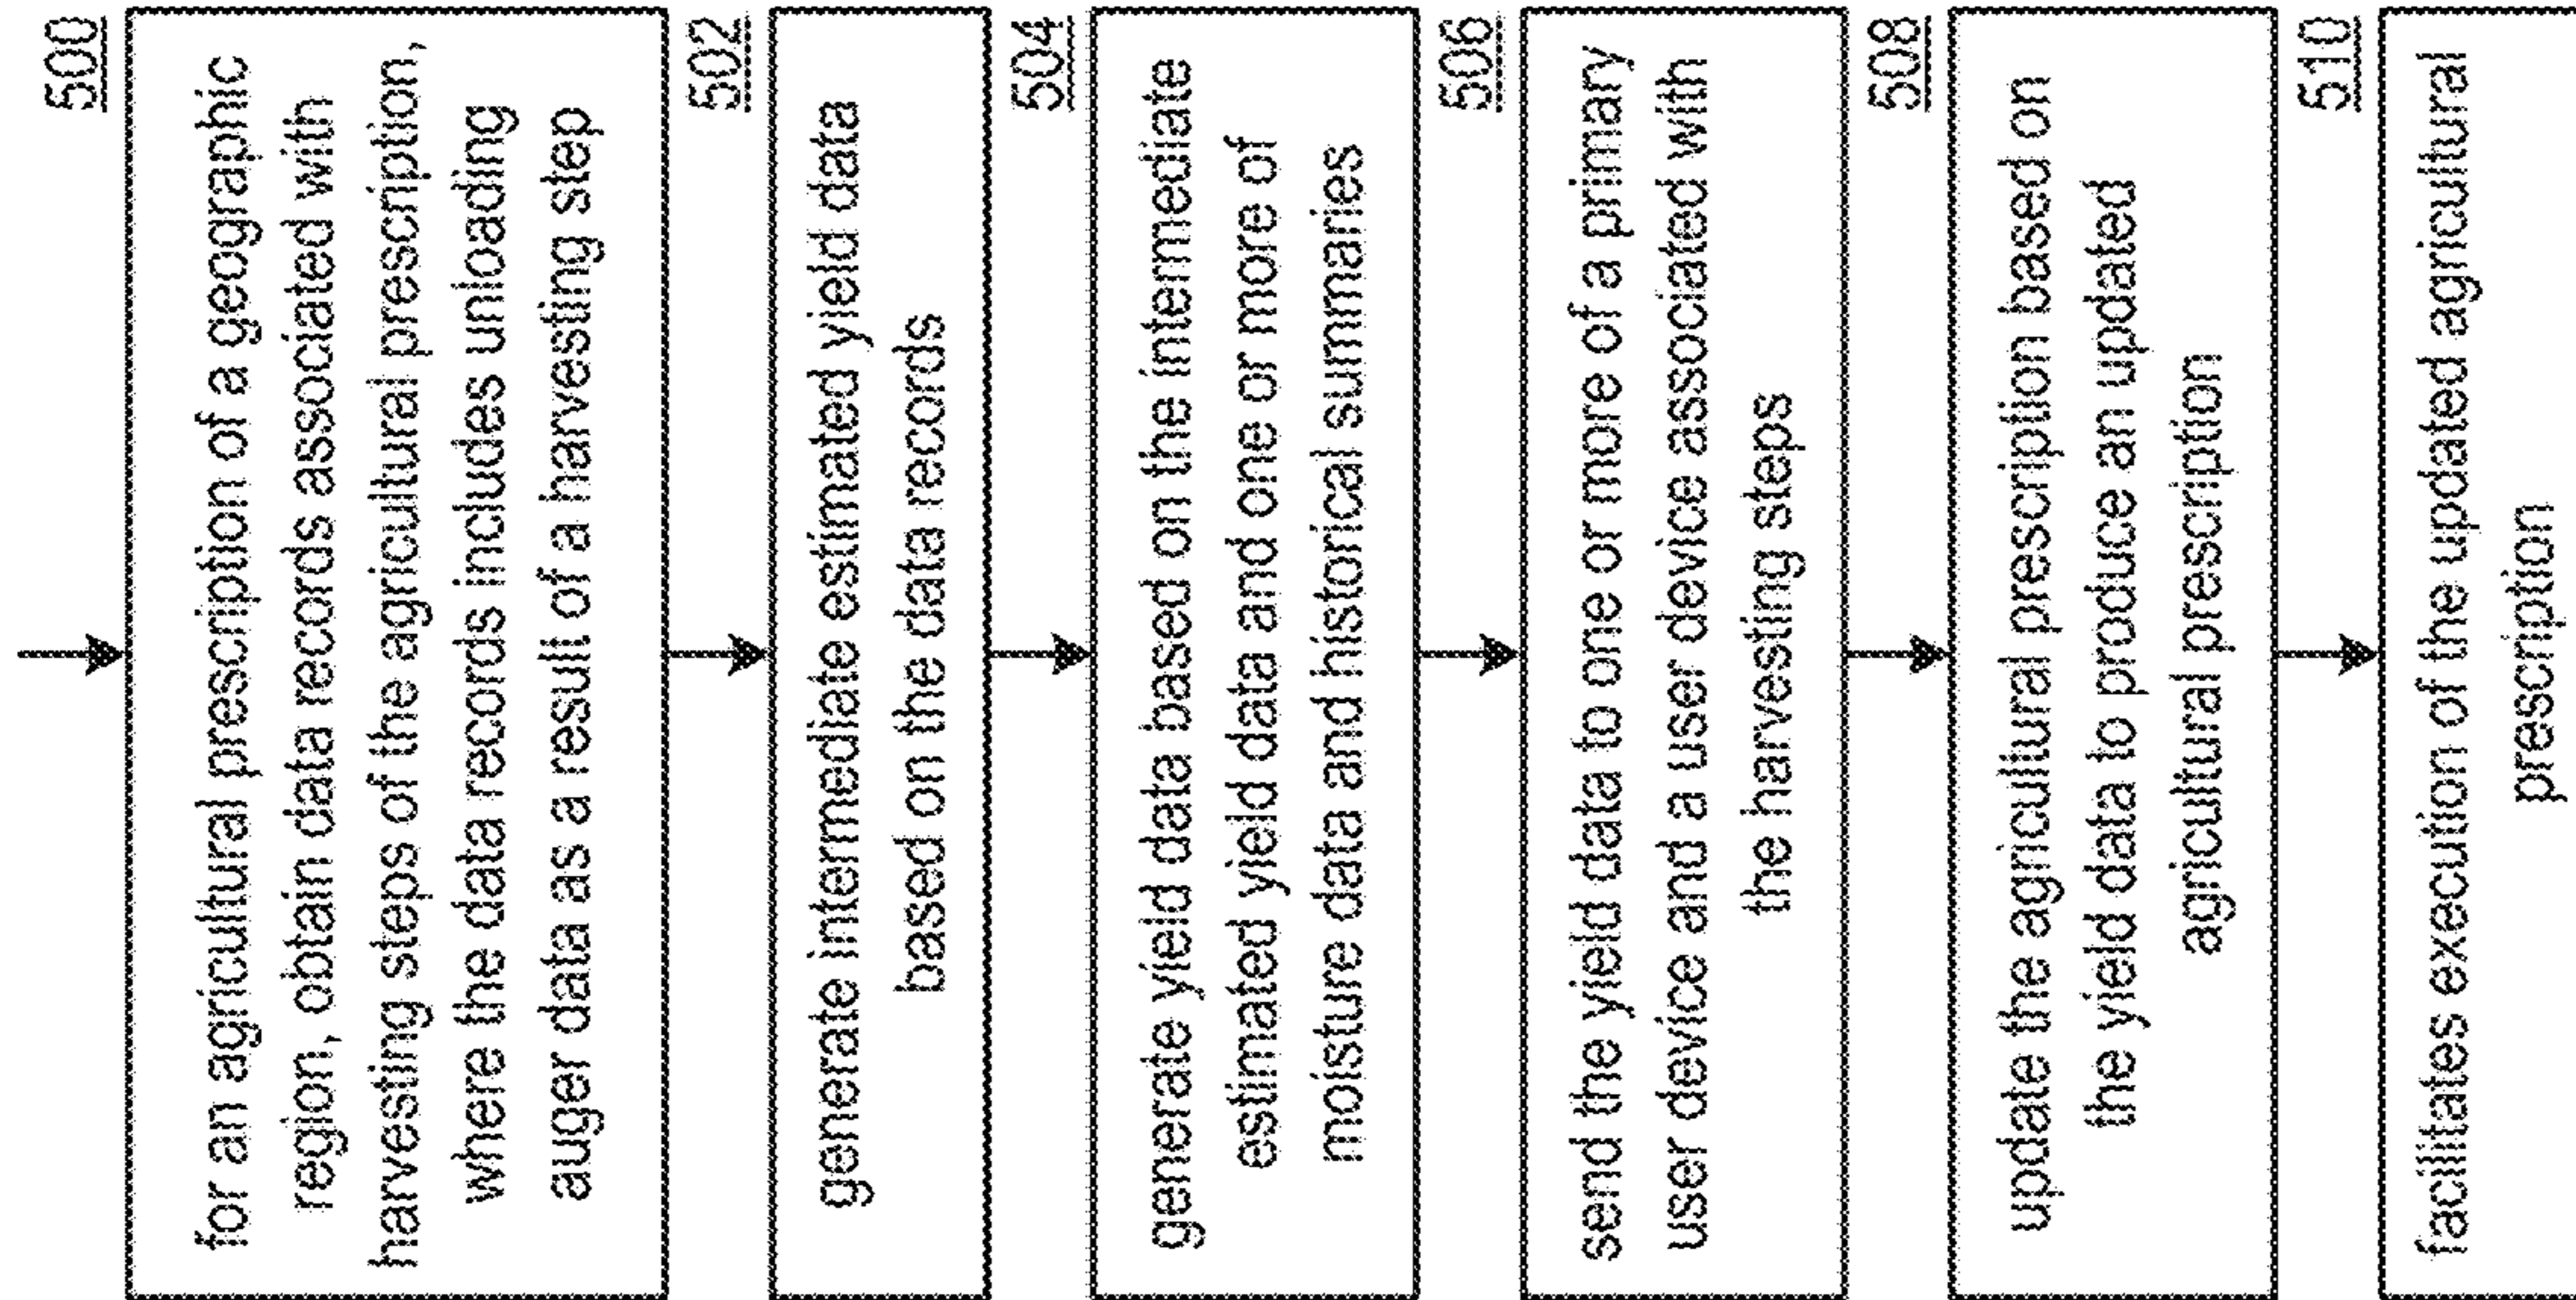 500
for an agricultural prescription of a geographic
region, obtain data records associated with
harvesting steps of the agricultural prescription,
where the data records includes unloading
auger data as a result of a harvesting step
502
generate intermediate estimated yield data
based on the data records
504
generate yield data based on the intermediate
estimated yield data and one or more of
moisture data and historical summaries
506
send the yield data to one or more of a primary
user device and a user device associated with
the harvesting steps
508
update the agricultural prescription based on
the yield data to produce an updated
agricultural prescription
510
facilitates execution of the updated agricultural
prescription